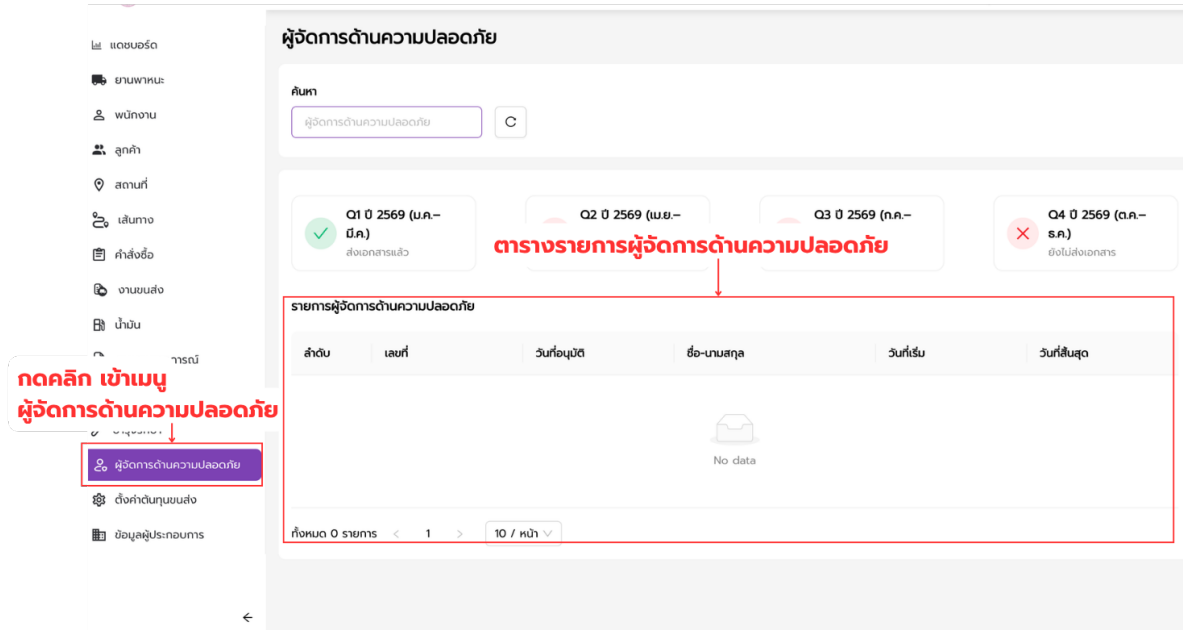 แดชบอร์ด
ยานพาหนะ
พนักงาน
ลูกค้า
สถานที่
เส้นทาง
คำสั่งซื้อ
งานขนส่ง
น้ำมัน
การณ์
กดคลิก เข้าเมนู
ผู้จัดการด้านความปลอดภัย
ผู้จัดการด้านความปลอดภัย
ตั้งค่าต้นทุนขนส่ง
ข้อมูลผู้ประกอบการ
ผู้จัดการด้านความปลอดภัย
ค้นหา
ผู้จัดการด้านความปลอดภัย
Q1 ปี 2569 (ม.ค.–
มี.ค.)
ส่งเอกสารแล้ว
Q2 ปี 2569 (เม.ย.–
Q3 ปี 2569 (ก.ค.–
Q4 ปี 2569 (ต.ค.–
ธ.ค.)
ยังไม่ส่งเอกสาร
ตารางรายการผู้จัดการด้านความปลอดภัย
รายการผู้จัดการด้านความปลอดภัย
ลำดับ เลขที่ วันที่อนุมัติ ชื่อ-นามสกุล วันที่เริ่ม วันที่สิ้นสุด
No data
ทั้งหมด 0 รายการ < 1 > 10 / หน้า